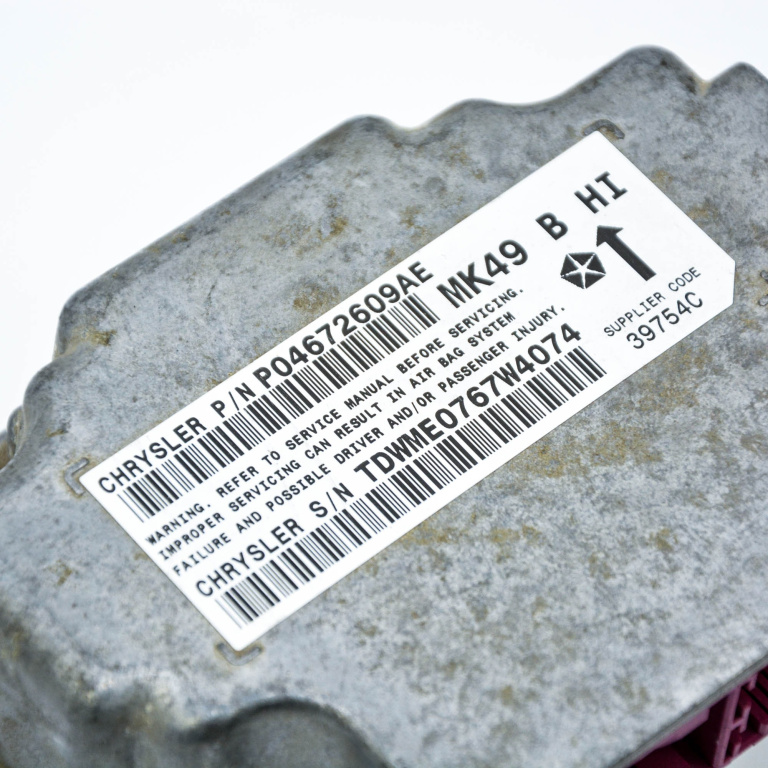 CHRYSLER P/N P04672609AE
MK49 B HI
WARNING. REFER TO SERVICE MANUAL BEFORE SERVICING.
IMPROPER SERVICING CAN RESULT IN AIR BAG SYSTEM
FAILURE AND POSSIBLE DRIVER AND/OR PASSENGER INJURY.
CHRYSLER S/N TDWME0767W4074
SUPPLIER CODE
39754C